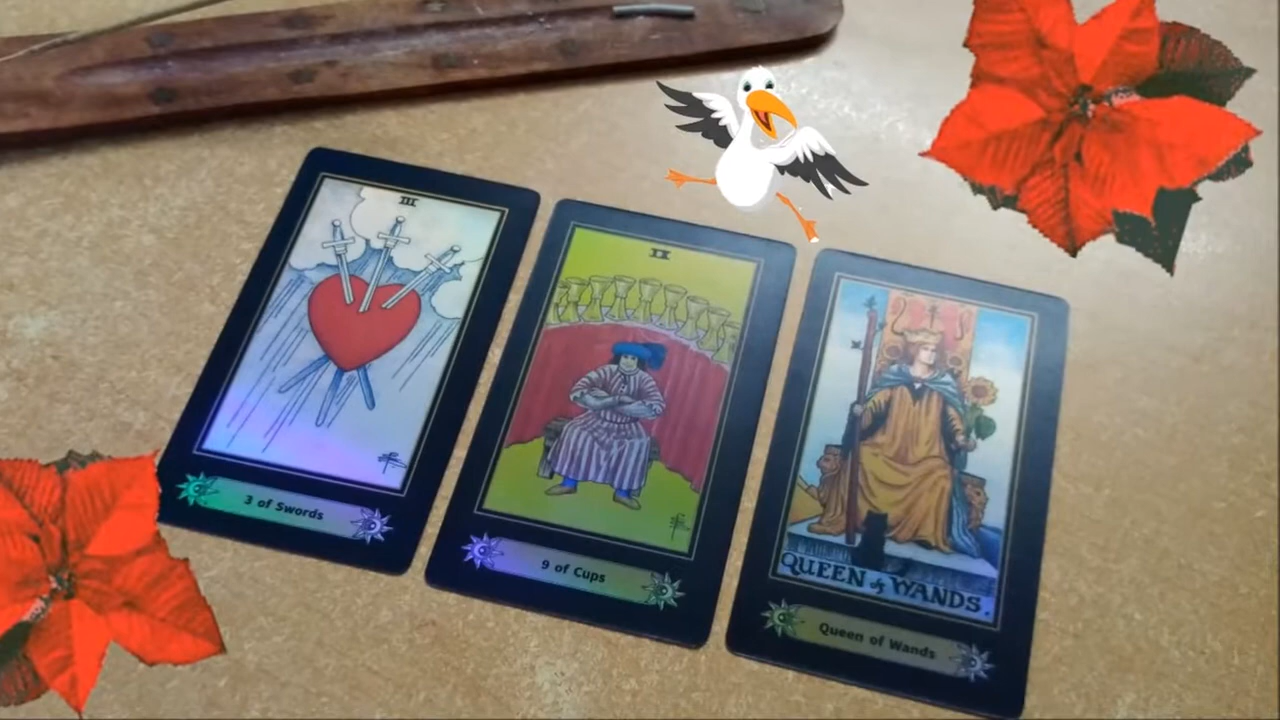 III
3 of Swords
IX
9 of Cups
QUEEN of WANDS.
Queen of Wands